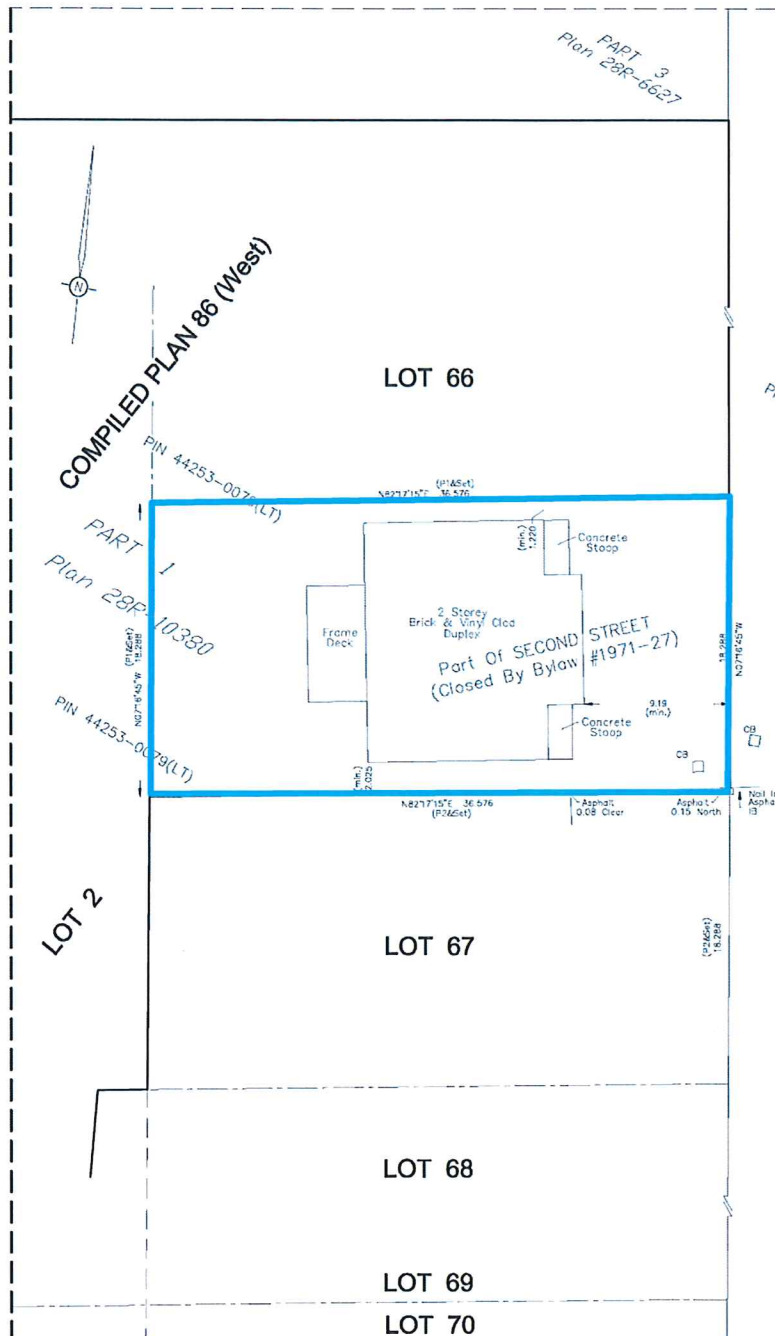 PART 3
Plan 28R-6627
N
COMPILED PLAN 86 (West)
LOT 66
PIN 44253-0078(LT)
(P1&Set)
N82°17'15"E 36.576
PART 1
Plan 28R-10380
(min.)
1.220
Concrete
Stoop
2 Storey
Brick & Vinyl Clad
Duplex
Frame
Deck
Part Of SECOND STREET
(Closed By Bylaw #1971-27)
N07°16'45"W 18.288
(P1&Set)
18.288
N07°16'45"W
9.19
(min.)
Concrete
Stoop
PIN 44253-0079(LT)
(min.)
2.025
CB
CB
N82°17'15"E 36.576
(P2&Set)
Asphalt
0.08 Clear
Asphalt
0.15 North
Nail
IB
LOT 2
LOT 67
(P2&Set)
18.288
LOT 68
LOT 69
LOT 70